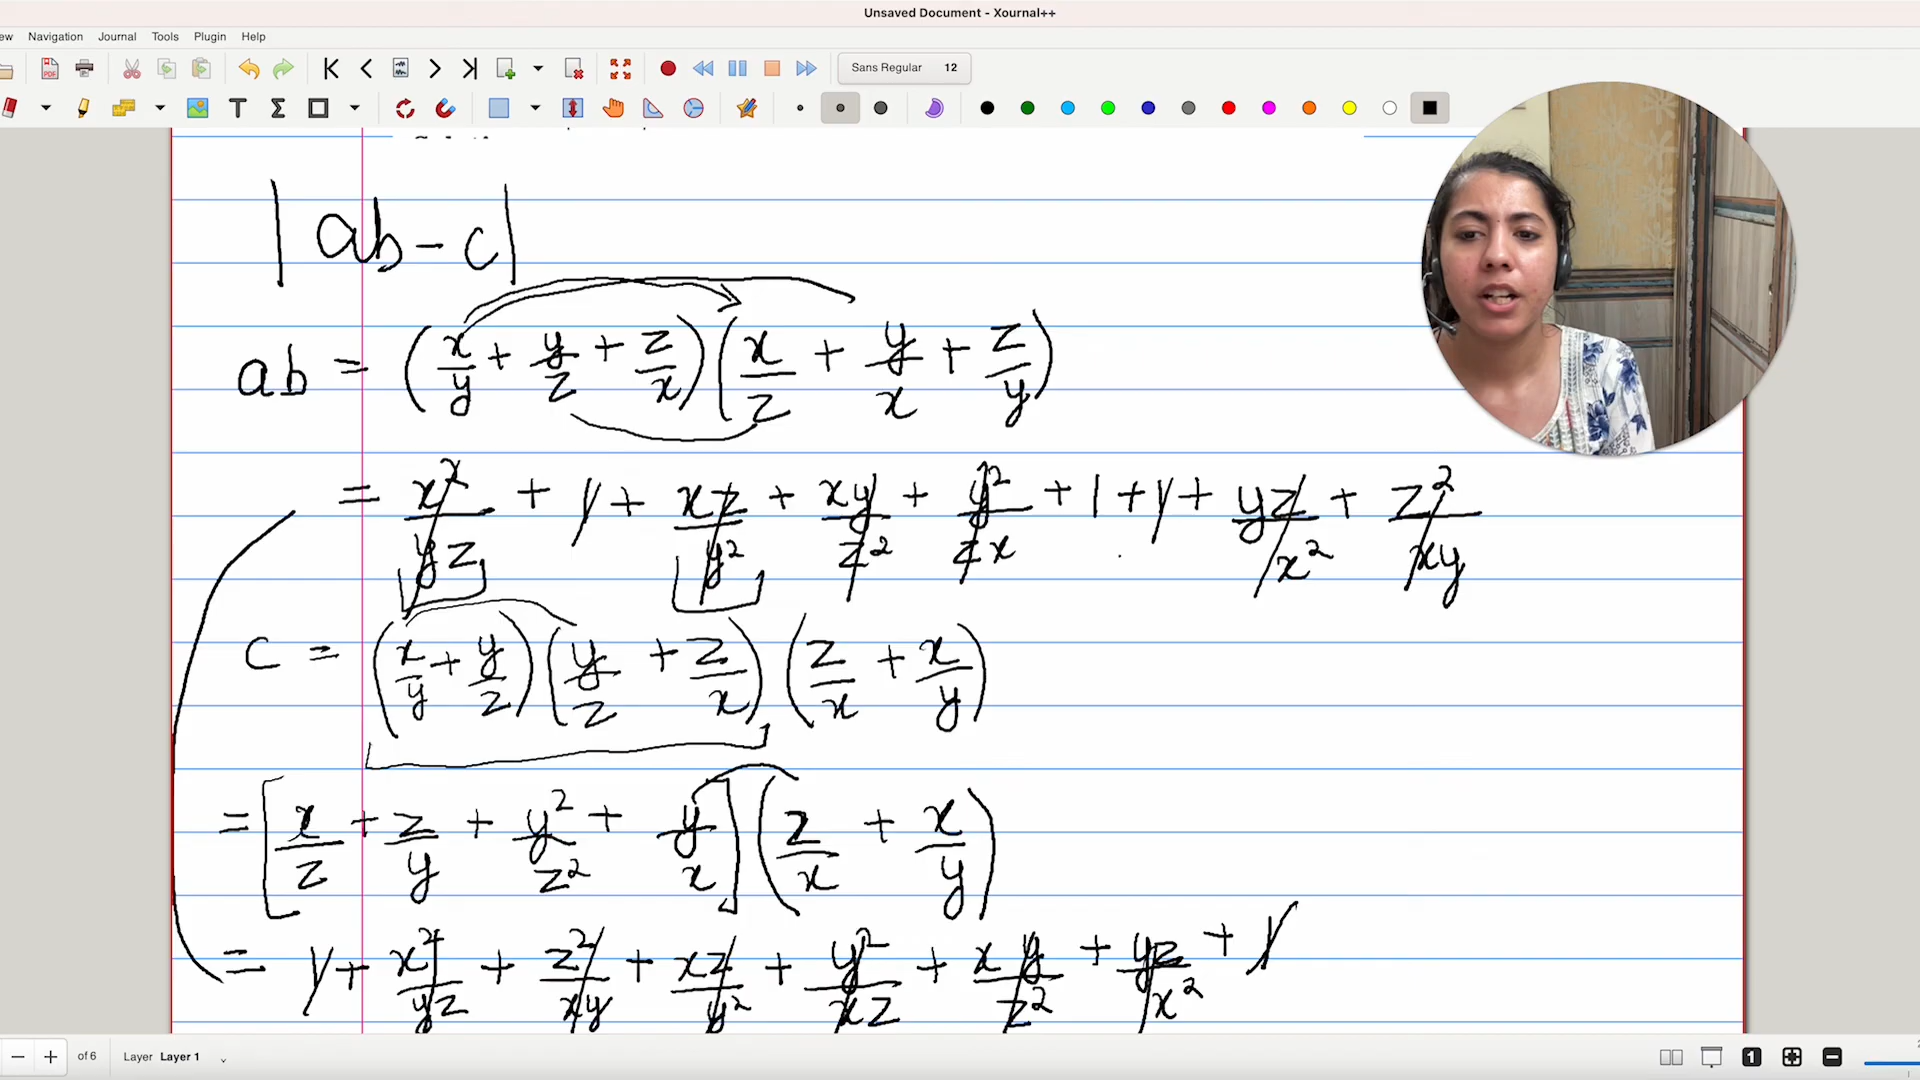 Unsaved Document - Xournal++
ew Navigation Journal Tools Plugin Help
Sans Regular 12
|ab - c|
ab = (x/y + y/z + z/x)(x/z + y/x + z/y)
= x²/yz + 1 + xz/y² + xy/z² + y²/zx + 1 + 1 + yz/x² + z²/xy
c = (x/y + y/z)(y/z + z/x)(z/x + x/y)
= [x/z + z/y + y²/z² + y/x](z/x + x/y)
= 1 + x²/yz + z²/xy + xz/y² + y²/xz + xy/z² + yz/x² + 1
of 6 Layer Layer 1